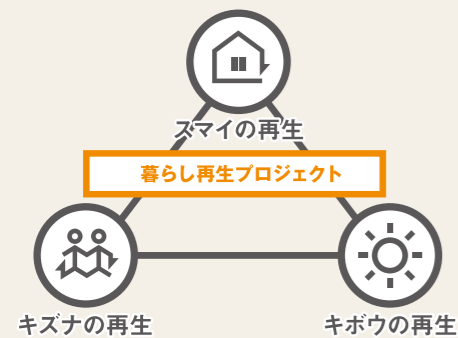 スマイの再生
暮らし再生プロジェクト
キズナの再生
キボウの再生